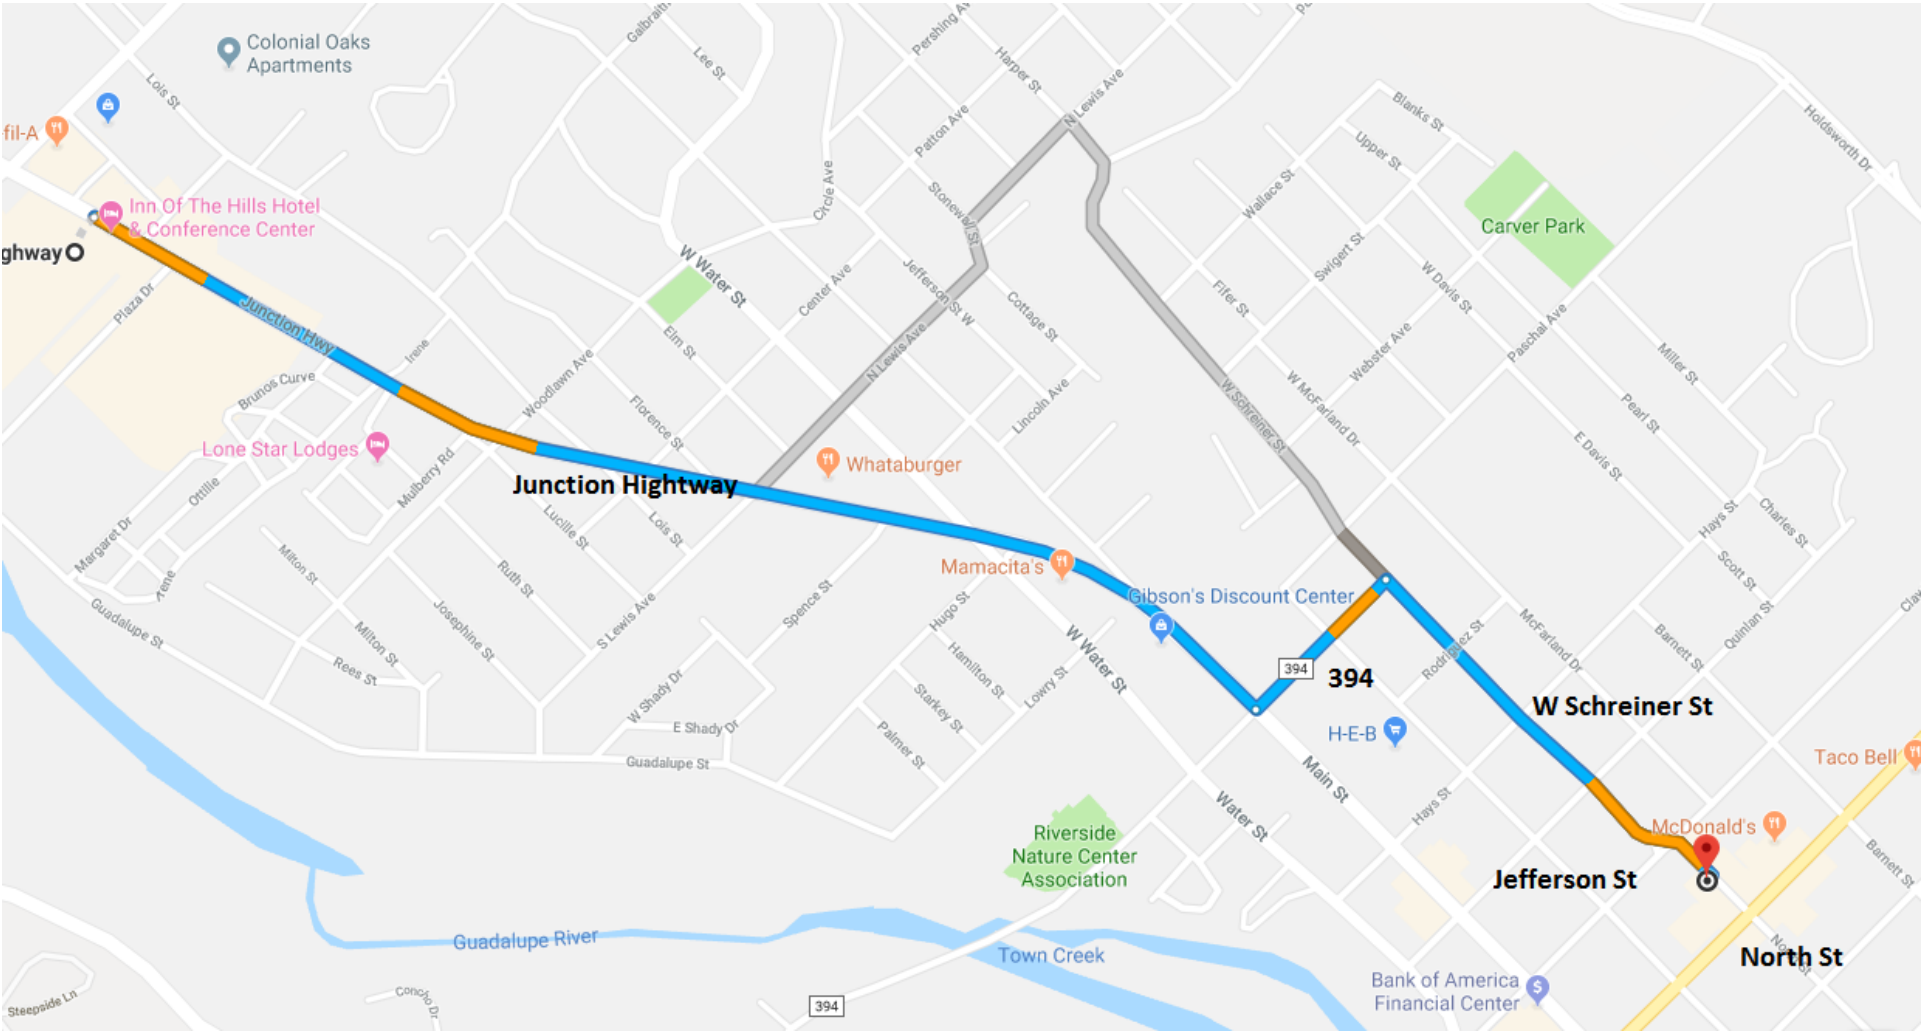 Colonial Oaks
Apartments
Lois St
fil-A
Galbraith
Lee St
Pershing Av
Harper St
N Lewis Ave
Patton Ave
Blanks St
Upper St
Holdsworth Dr
Inn Of The Hills Hotel
& Conference Center
Circle Ave
Stonewall St
Wallace St
Carver Park
ghway
Plaza Dr
Junction Hwy
W Water St
Center Ave
Jefferson St W
Cottage St
Swigert St
W Davis St
Fifer St
Paschal Ave
Elm St
Irene
Woodlawn Ave
N Lewis Ave
Webster Ave
Miller St
Brunos Curve
Florence St
Lincoln Ave
W Schreiner St
W McFarland Dr
Pearl St
Lone Star Lodges
Mulberry Rd
Whataburger
E Davis St
Ottilie
Junction Hightway
Lucille St
Lois St
Hays St
Charles St
Margaret Dr
Milton St
Irene
Ruth St
Mamacita's
Scott St
Gibson's Discount Center
Guadalupe St
Josephine St
S Lewis Ave
Spence St
Hugo St
Milton St
Rees St
W Water St
Rodriguez St
McFarland Dr
Barnett St
Quinlan St
Clay
Hamilton St
394
394
W Shady Dr
Lowry St
Starkey St
E Shady Dr
W Schreiner St
Palmer St
H-E-B
Guadalupe St
Main St
Taco Bell
Water St
Hays St
McDonald's
Riverside
Nature Center
Association
Jefferson St
Barnett St
Guadalupe River
Town Creek
North St
North St
Bank of America
Financial Center
Steepside Ln
Concho Dr
394